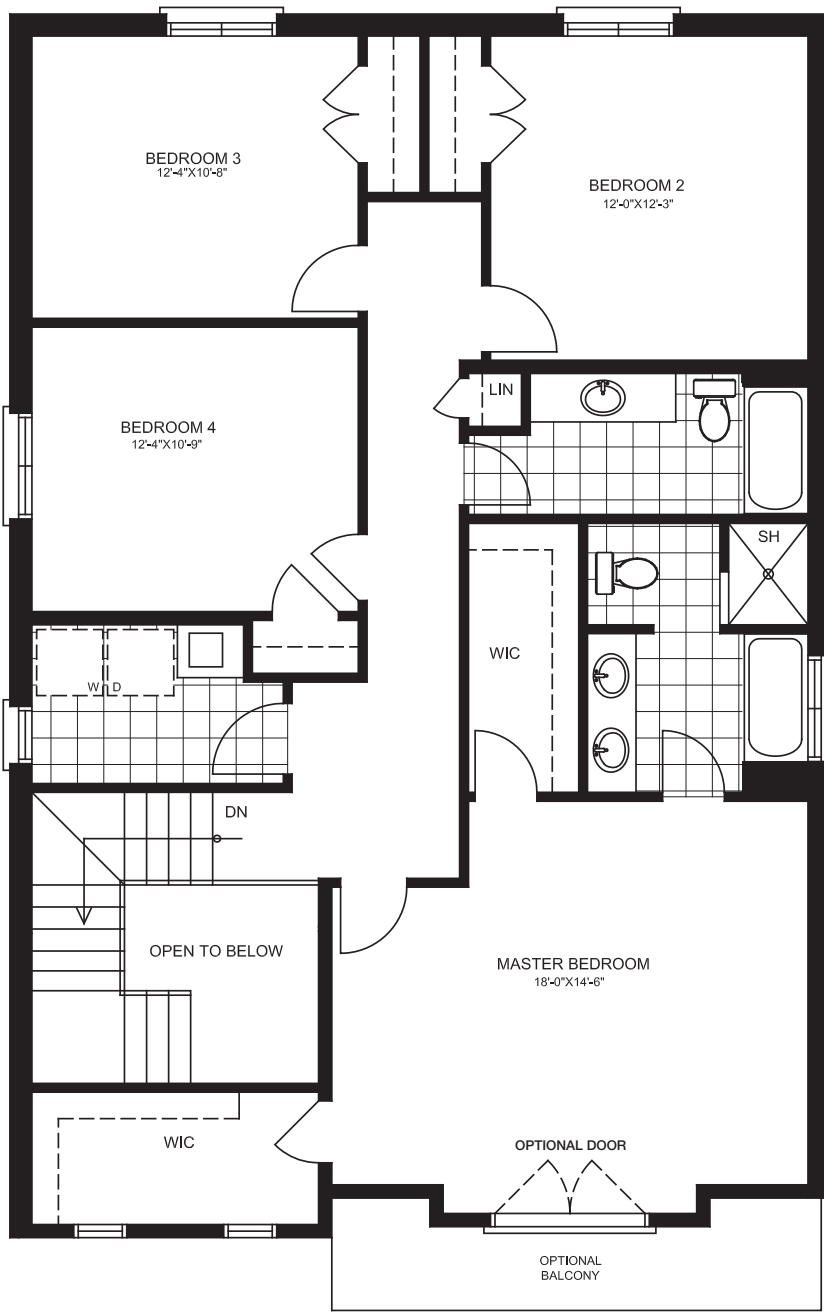 BEDROOM 3
12'-4"X10'-8"
BEDROOM 2
12'-0"X12'-3"
LIN
BEDROOM 4
12'-4"X10'-9"
SH
WIC
W D
DN
OPEN TO BELOW
MASTER BEDROOM
18'-0"X14'-6"
WIC
OPTIONAL DOOR
OPTIONAL
BALCONY